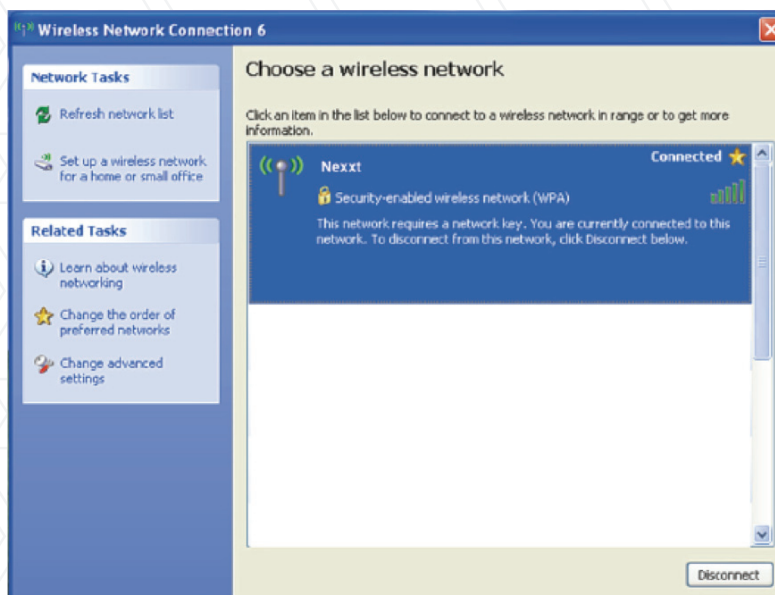 Wireless Network Connection 6
Network Tasks
Refresh network list
Set up a wireless network
for a home or small office
Related Tasks
Learn about wireless
networking
Change the order of
preferred networks
Change advanced
settings
Choose a wireless network
Click an item in the list below to connect to a wireless network in range or to get more
information.
Nexxt
Connected
Security-enabled wireless network (WPA)
This network requires a network key. You are currently connected to this
network. To disconnect from this network, click Disconnect below.
Disconnect